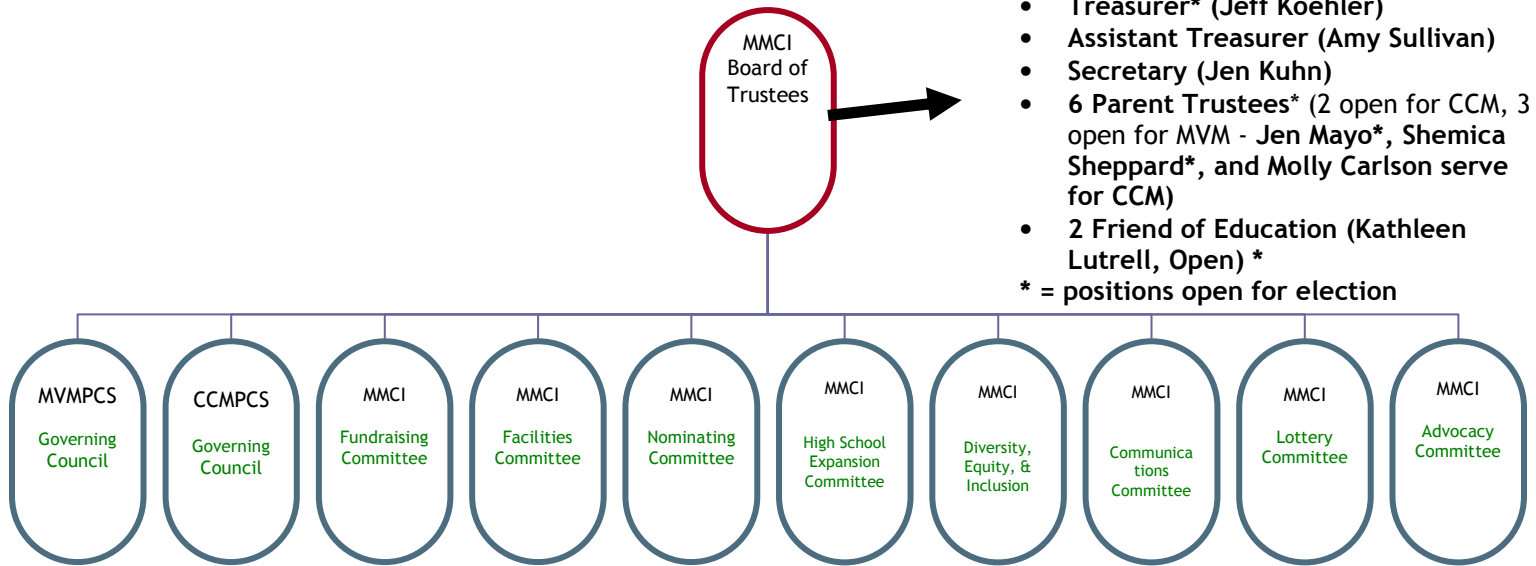 • Treasurer* (Jeff Koehler)
• Assistant Treasurer (Amy Sullivan)
• Secretary (Jen Kuhn)
• 6 Parent Trustees* (2 open for CCM, 3
open for MVM - Jen Mayo*, Shemica
Sheppard*, and Molly Carlson serve
for CCM)
• 2 Friend of Education (Kathleen
Lutrell, Open) *
* = positions open for election
MMCI
Board of
Trustees
MVMPCS
Governing
Council
CCMPCS
Governing
Council
MMCI
Fundraising
Committee
MMCI
Facilities
Committee
MMCI
Nominating
Committee
MMCI
High School
Expansion
Committee
MMCI
Diversity,
Equity, &
Inclusion
MMCI
Communica
tions
Committee
MMCI
Lottery
Committee
MMCI
Advocacy
Committee